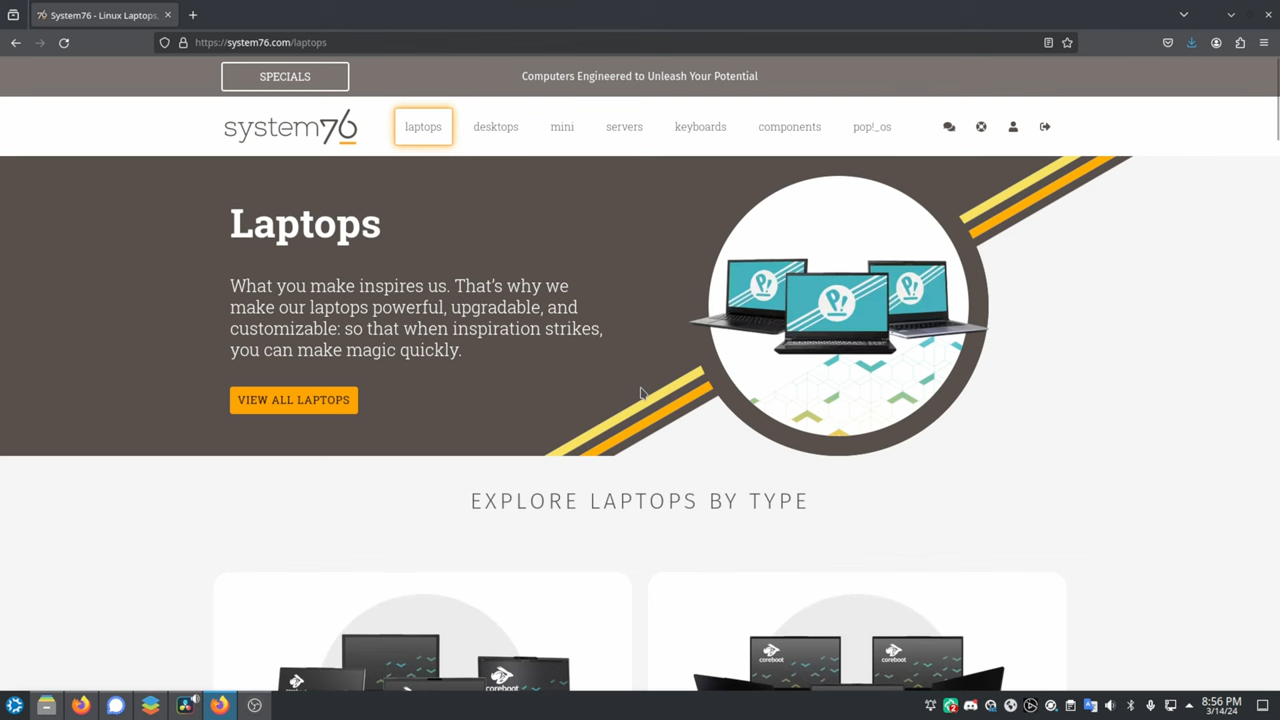 System76 - Linux Laptops,
https://system76.com/laptops
SPECIALS
Computers Engineered to Unleash Your Potential
system76
laptops
desktops
mini
servers
keyboards
components
pop!_os
Laptops
What you make inspires us. That's why we
make our laptops powerful, upgradable, and
customizable: so that when inspiration strikes,
you can make magic quickly.
VIEW ALL LAPTOPS
P!
P!
P!
EXPLORE LAPTOPS BY TYPE
coreboot
coreboot
coreboot
coreboot
8:56 PM
3/14/24